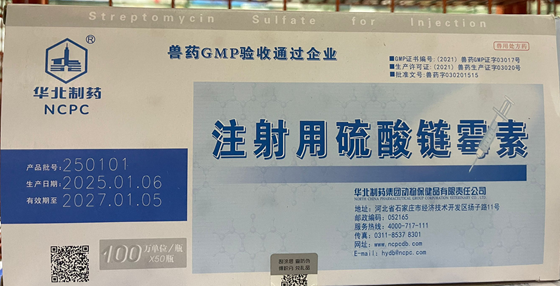 Streptomycin Sulfate for Injection
华北制药
NCPC
兽药GMP验收通过企业
兽用处方药
■GMP证书编号:(2021) 兽药GMP证字03017号
■生产许可证:(2021) 兽药生产证字03020号
■批准文号:兽药字030201515
注射用硫酸链霉素
产品批号:250101
生产日期:2025.01.06
有效期至:2027.01.05
100万单位/瓶
X50瓶
华北制药集团动物保健品有限责任公司
NORTH CHINA PHARMACEUTICAL GROUP CORPORATION VETERINARY CO., LTD.
地址:河北省石家庄市经济技术开发区扬子路11号
邮政编码:052165
服务热线:4000-717-111
传真:0311-8537 8301
网址:www.ncpcdb.com
E-mail:hydb@ncpc.com